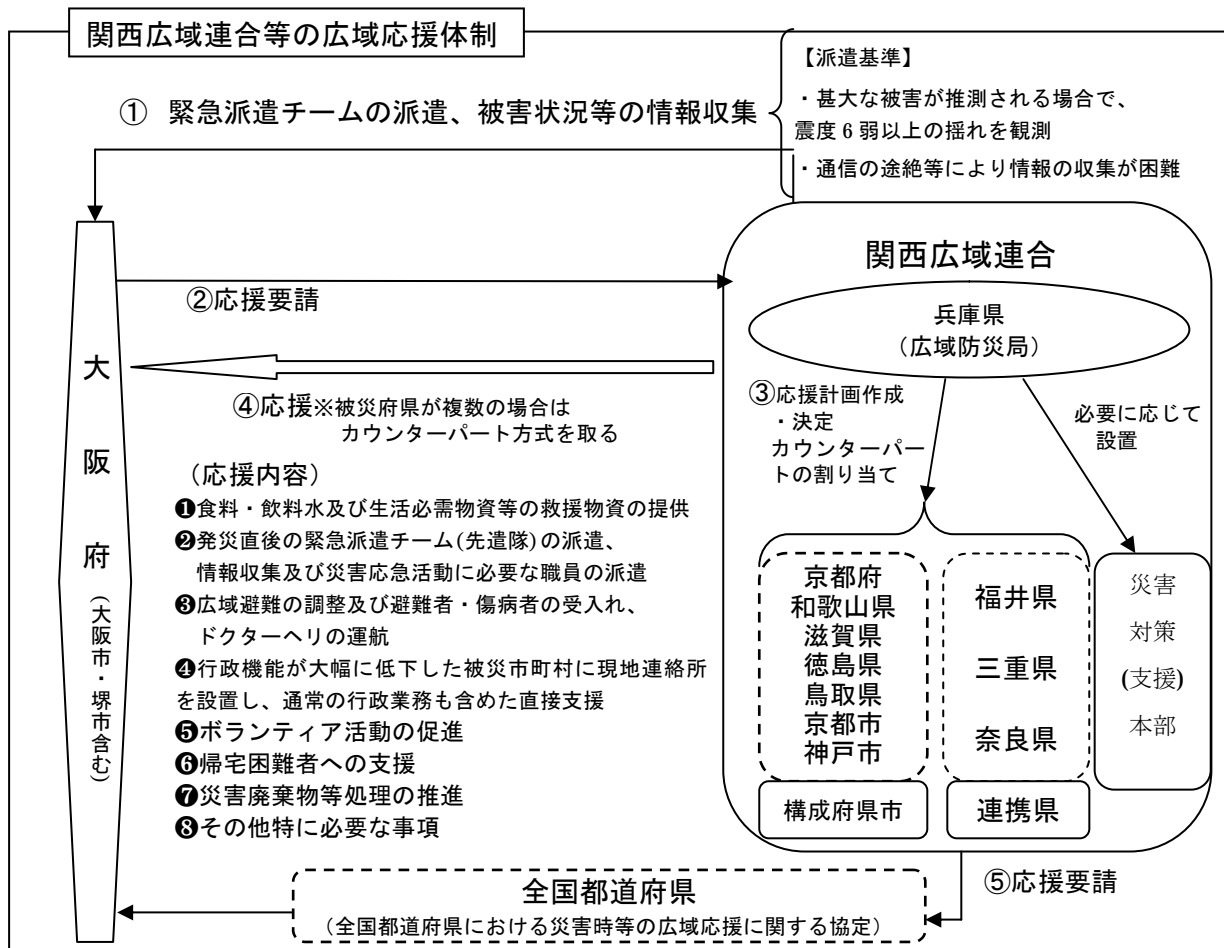 関西広域連合等の広域応援体制
① 緊急派遣チームの派遣、被害状況等の情報収集
【派遣基準】
・甚大な被害が推測される場合で、
震度6弱以上の揺れを観測
・通信の途絶等により情報の収集が困難
大阪府(大阪市・堺市含む)
②応援要請
関西広域連合
兵庫県
(広域防災局)
③応援計画作成
・決定
カウンターパー
トの割り当て
必要に応じて
設置
④応援※被災府県が複数の場合は
カウンターパート方式を取る
(応援内容)
❶食料・飲料水及び生活必需物資等の救援物資の提供
❷発災直後の緊急派遣チーム(先遣隊)の派遣、
情報収集及び災害応急活動に必要な職員の派遣
❸広域避難の調整及び避難者・傷病者の受入れ、
ドクターヘリの運航
❹行政機能が大幅に低下した被災市町村に現地連絡所
を設置し、通常の行政業務も含めた直接支援
❺ボランティア活動の促進
❻帰宅困難者への支援
❼災害廃棄物等処理の推進
❽その他特に必要な事項
京都府
和歌山県
滋賀県
徳島県
鳥取県
京都市
神戸市
構成府県市
福井県
三重県
奈良県
連携県
災害
対策
(支援)
本部
⑤応援要請
全国都道府県
(全国都道府県における災害時等の広域応援に関する協定)